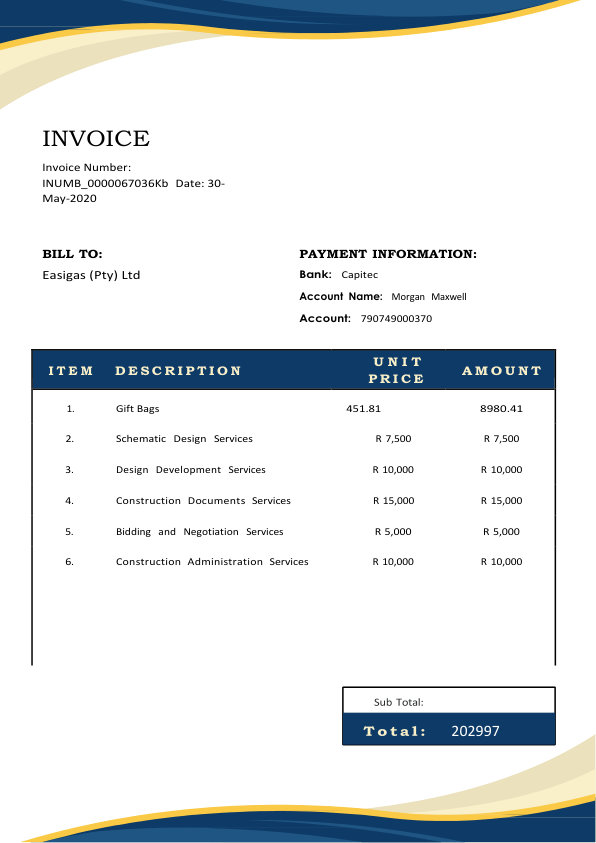 INVOICE
Invoice Number:
INUMB_0000067036Kb Date: 30-
May-2020
BILL TO:
Easigas (Pty) Ltd
PAYMENT INFORMATION:
Bank: Capitec
Account Name: Morgan Maxwell
Account: 790749000370
ITEM DESCRIPTION UNIT PRICE AMOUNT
1. Gift Bags 451.81 8980.41
2. Schematic Design Services R 7,500 R 7,500
3. Design Development Services R 10,000 R 10,000
4. Construction Documents Services R 15,000 R 15,000
5. Bidding and Negotiation Services R 5,000 R 5,000
6. Construction Administration Services R 10,000 R 10,000
Sub Total:
Total: 202997